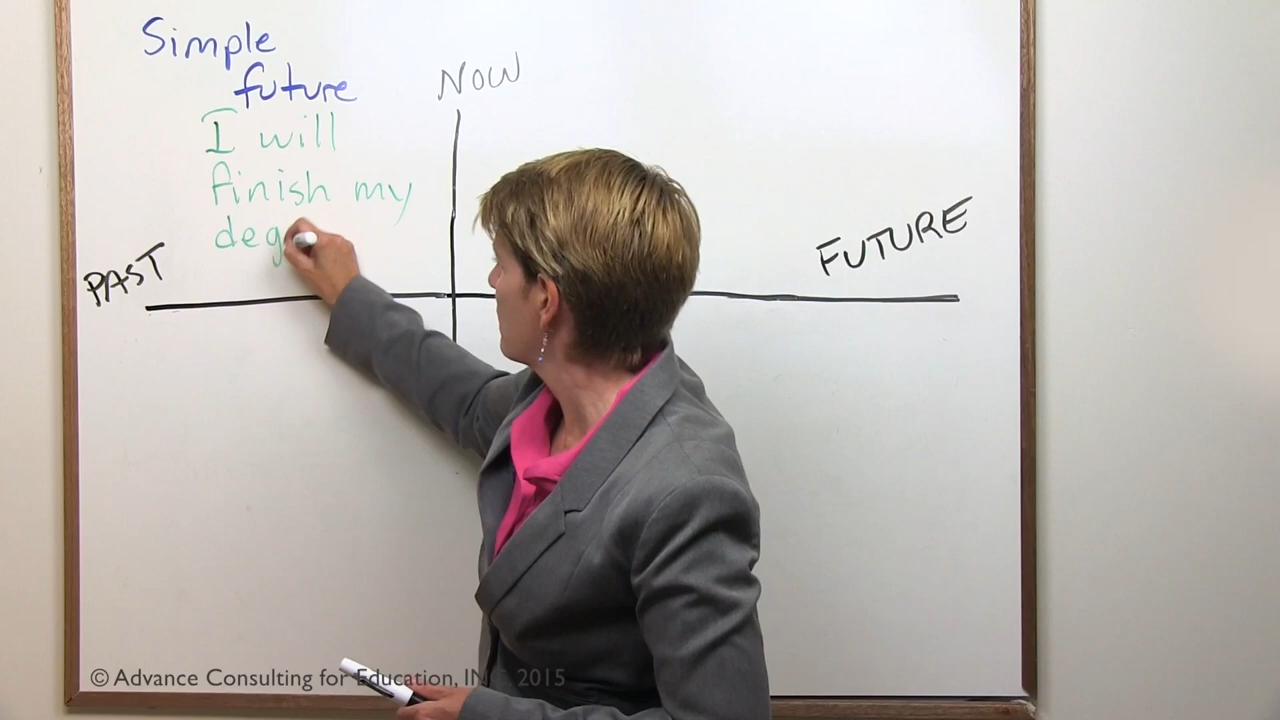 Simple
future
NOW
I will
finish my
deg
PAST
FUTURE
© Advance Consulting for Education, IN 2015